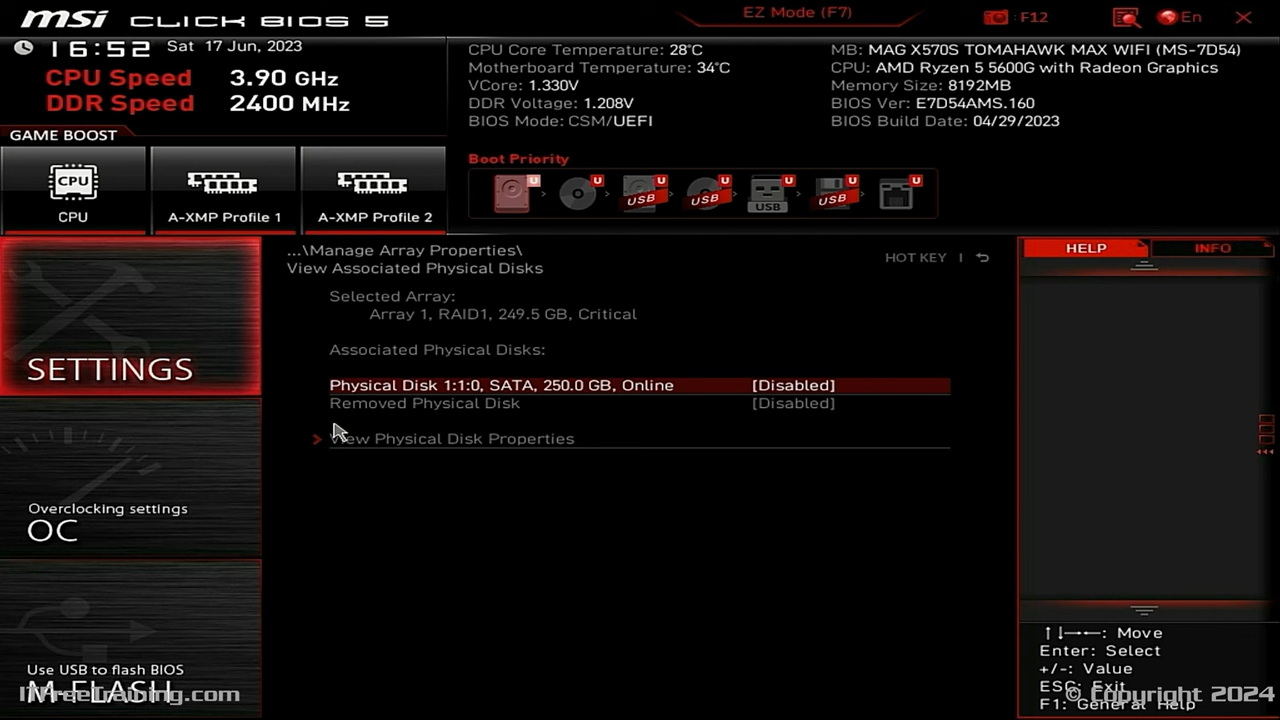 msi CLICK BIOS 5
EZ Mode (F7)
F12
En
16:52 Sat 17 Jun, 2023
CPU Speed 3.90 GHz
DDR Speed 2400 MHz
CPU Core Temperature: 28°C
Motherboard Temperature: 34°C
VCore: 1.330V
DDR Voltage: 1.208V
BIOS Mode: CSM/UEFI
MB: MAG X570S TOMAHAWK MAX WIFI (MS-7D54)
CPU: AMD Ryzen 5 5600G with Radeon Graphics
Memory Size: 8192MB
BIOS Ver: E7D54AMS.160
BIOS Build Date: 04/29/2023
GAME BOOST
CPU
CPU
A-XMP Profile 1
A-XMP Profile 2
Boot Priority
U U U USB U USB U USB U USB U
SETTINGS
Overclocking settings
OC
Use USB to flash BIOS
M-FLASH
ITFreeTraining.com
...\Manage Array Properties\
View Associated Physical Disks
HOT KEY |
Selected Array:
Array 1, RAID1, 249.5 GB, Critical
Associated Physical Disks:
Physical Disk 1:1:0, SATA, 250.0 GB, Online [Disabled]
Removed Physical Disk [Disabled]
View Physical Disk Properties
HELP
INFO
↑↓→←: Move
Enter: Select
+/-: Value
ESC: Exit
F1: General Help
© Copyright 2024